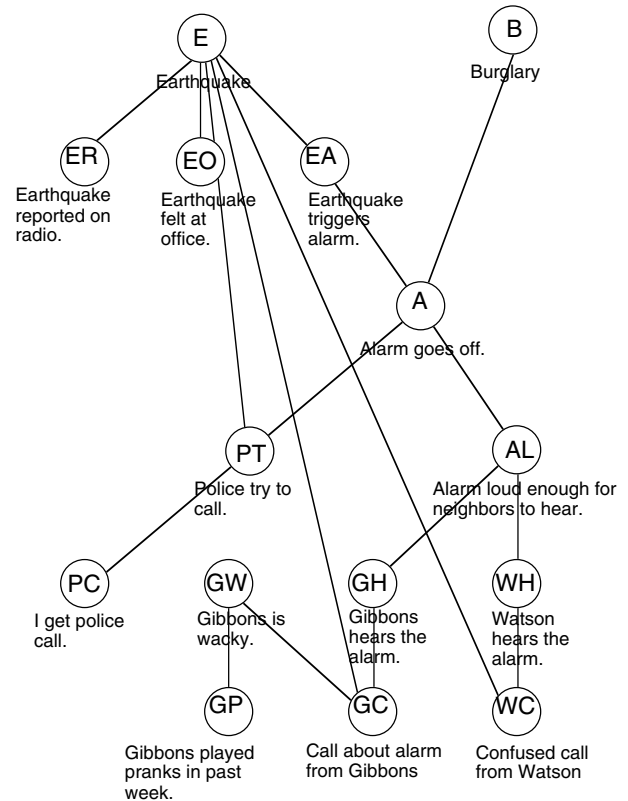 E
B
Earthquake
Burglary
ER
EO
EA
Earthquake
reported on
radio.
Earthquake
felt at
office.
Earthquake
triggers
alarm.
A
Alarm goes off.
PT
AL
Police try to
call.
Alarm loud enough for
neighbors to hear.
PC
GW
GH
WH
I get police
call.
Gibbons is
wacky.
Gibbons
hears the
alarm.
Watson
hears the
alarm.
GP
GC
WC
Gibbons played
pranks in past
week.
Call about alarm
from Gibbons
Confused call
from Watson